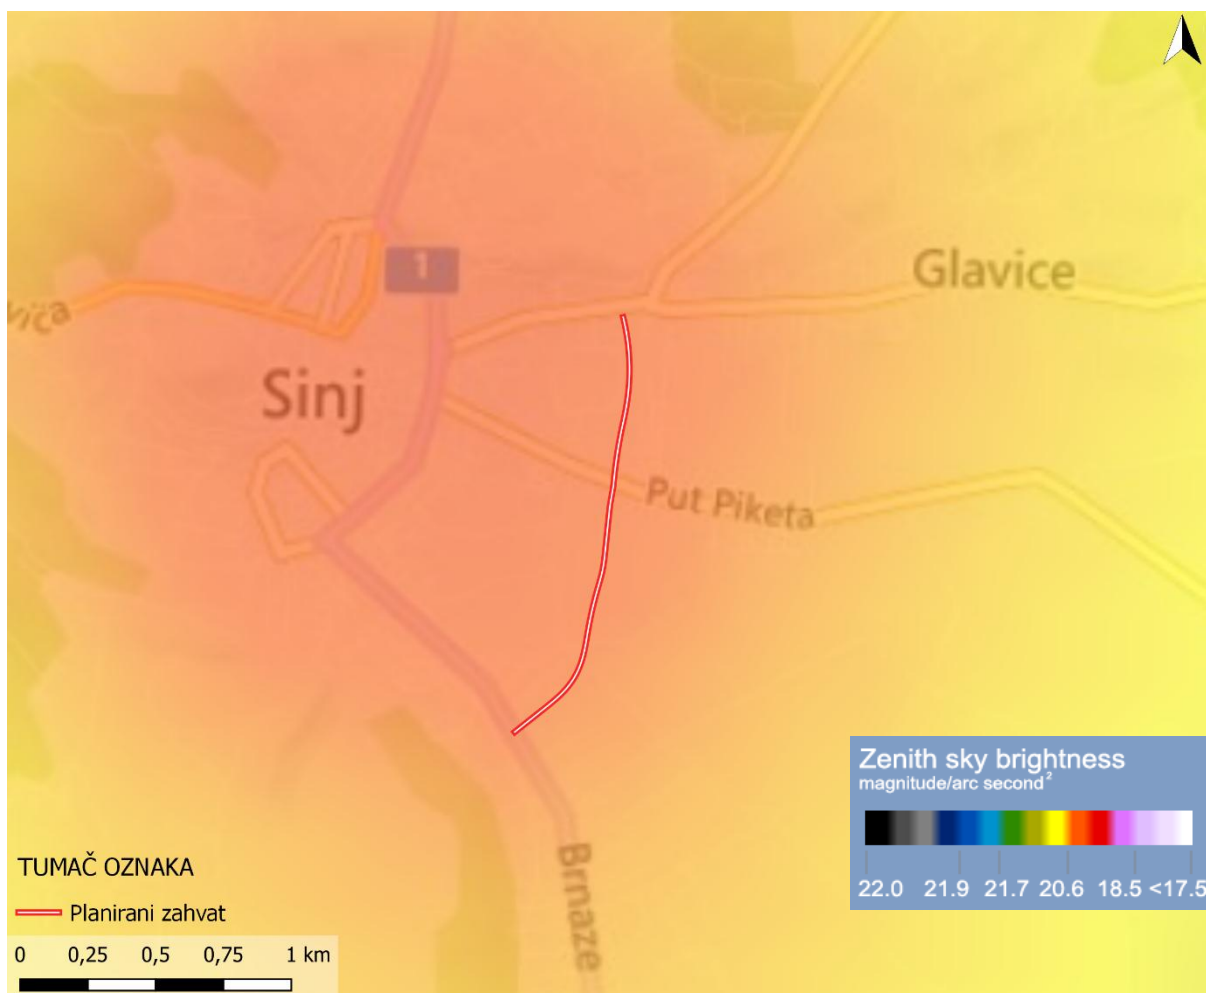 1
Glavice
vića
Sinj
Put Piketa
Brnaze
Zenith sky brightness
magnitude/arc second²
22.0 21.9 21.7 20.6 18.5 <17.5
TUMAČ OZNAKA
Planirani zahvat
0 0,25 0,5 0,75 1 km